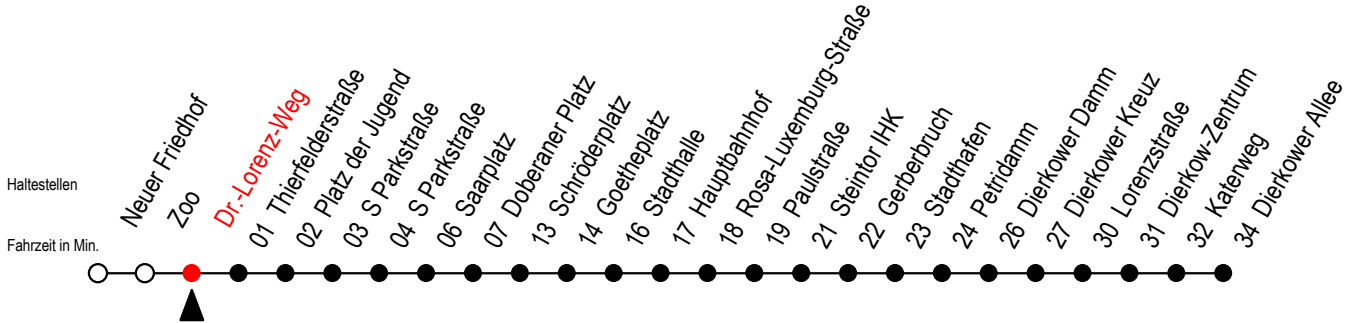 Haltestellen
Fahrzeit in Min.
Neuer Friedhof
Zoo
Dr.-Lorenz-Weg
01 Thierfelderstraße
02 Platz der Jugend
03 S Parkstraße
04 S Parkstraße
06 Saarplatz
07 Doberaner Platz
13 Schröderplatz
14 Goetheplatz
16 Stadthalle
17 Hauptbahnhof
18 Rosa-Luxemburg-Straße
19 Paulstraße
21 Steintor IHK
22 Gerberbruch
23 Stadthafen
24 Petridamm
26 Dierkower Damm
27 Dierkower Kreuz
30 Lorenzstraße
31 Dierkow-Zentrum
32 Katerweg
34 Dierkower Allee